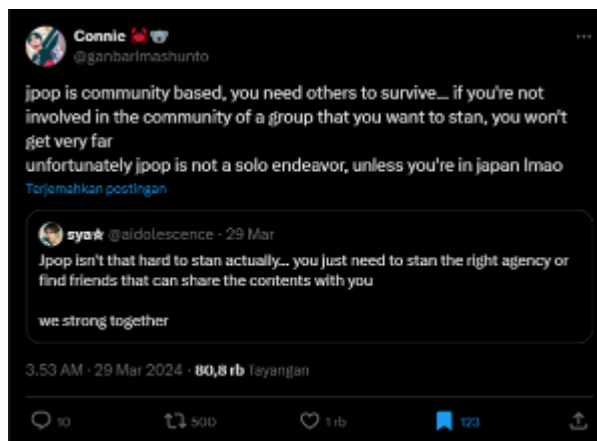 Connie 🦀🐨
@ganbarimashunto
jpop is community based, you need others to survive... if you're not
involved in the community of a group that you want to stan, you won't
get very far
unfortunately jpop is not a solo endeavor, unless you're in japan lmao
Terjemahkan postingan
sya☆ @aidolescence · 29 Mar
Jpop isn't that hard to stan actually... you just need to stan the right agency or
find friends that can share the contents with you
we strong together
3.53 AM · 29 Mar 2024 · 80,8 rb Tayangan
10 500 1 rb 123